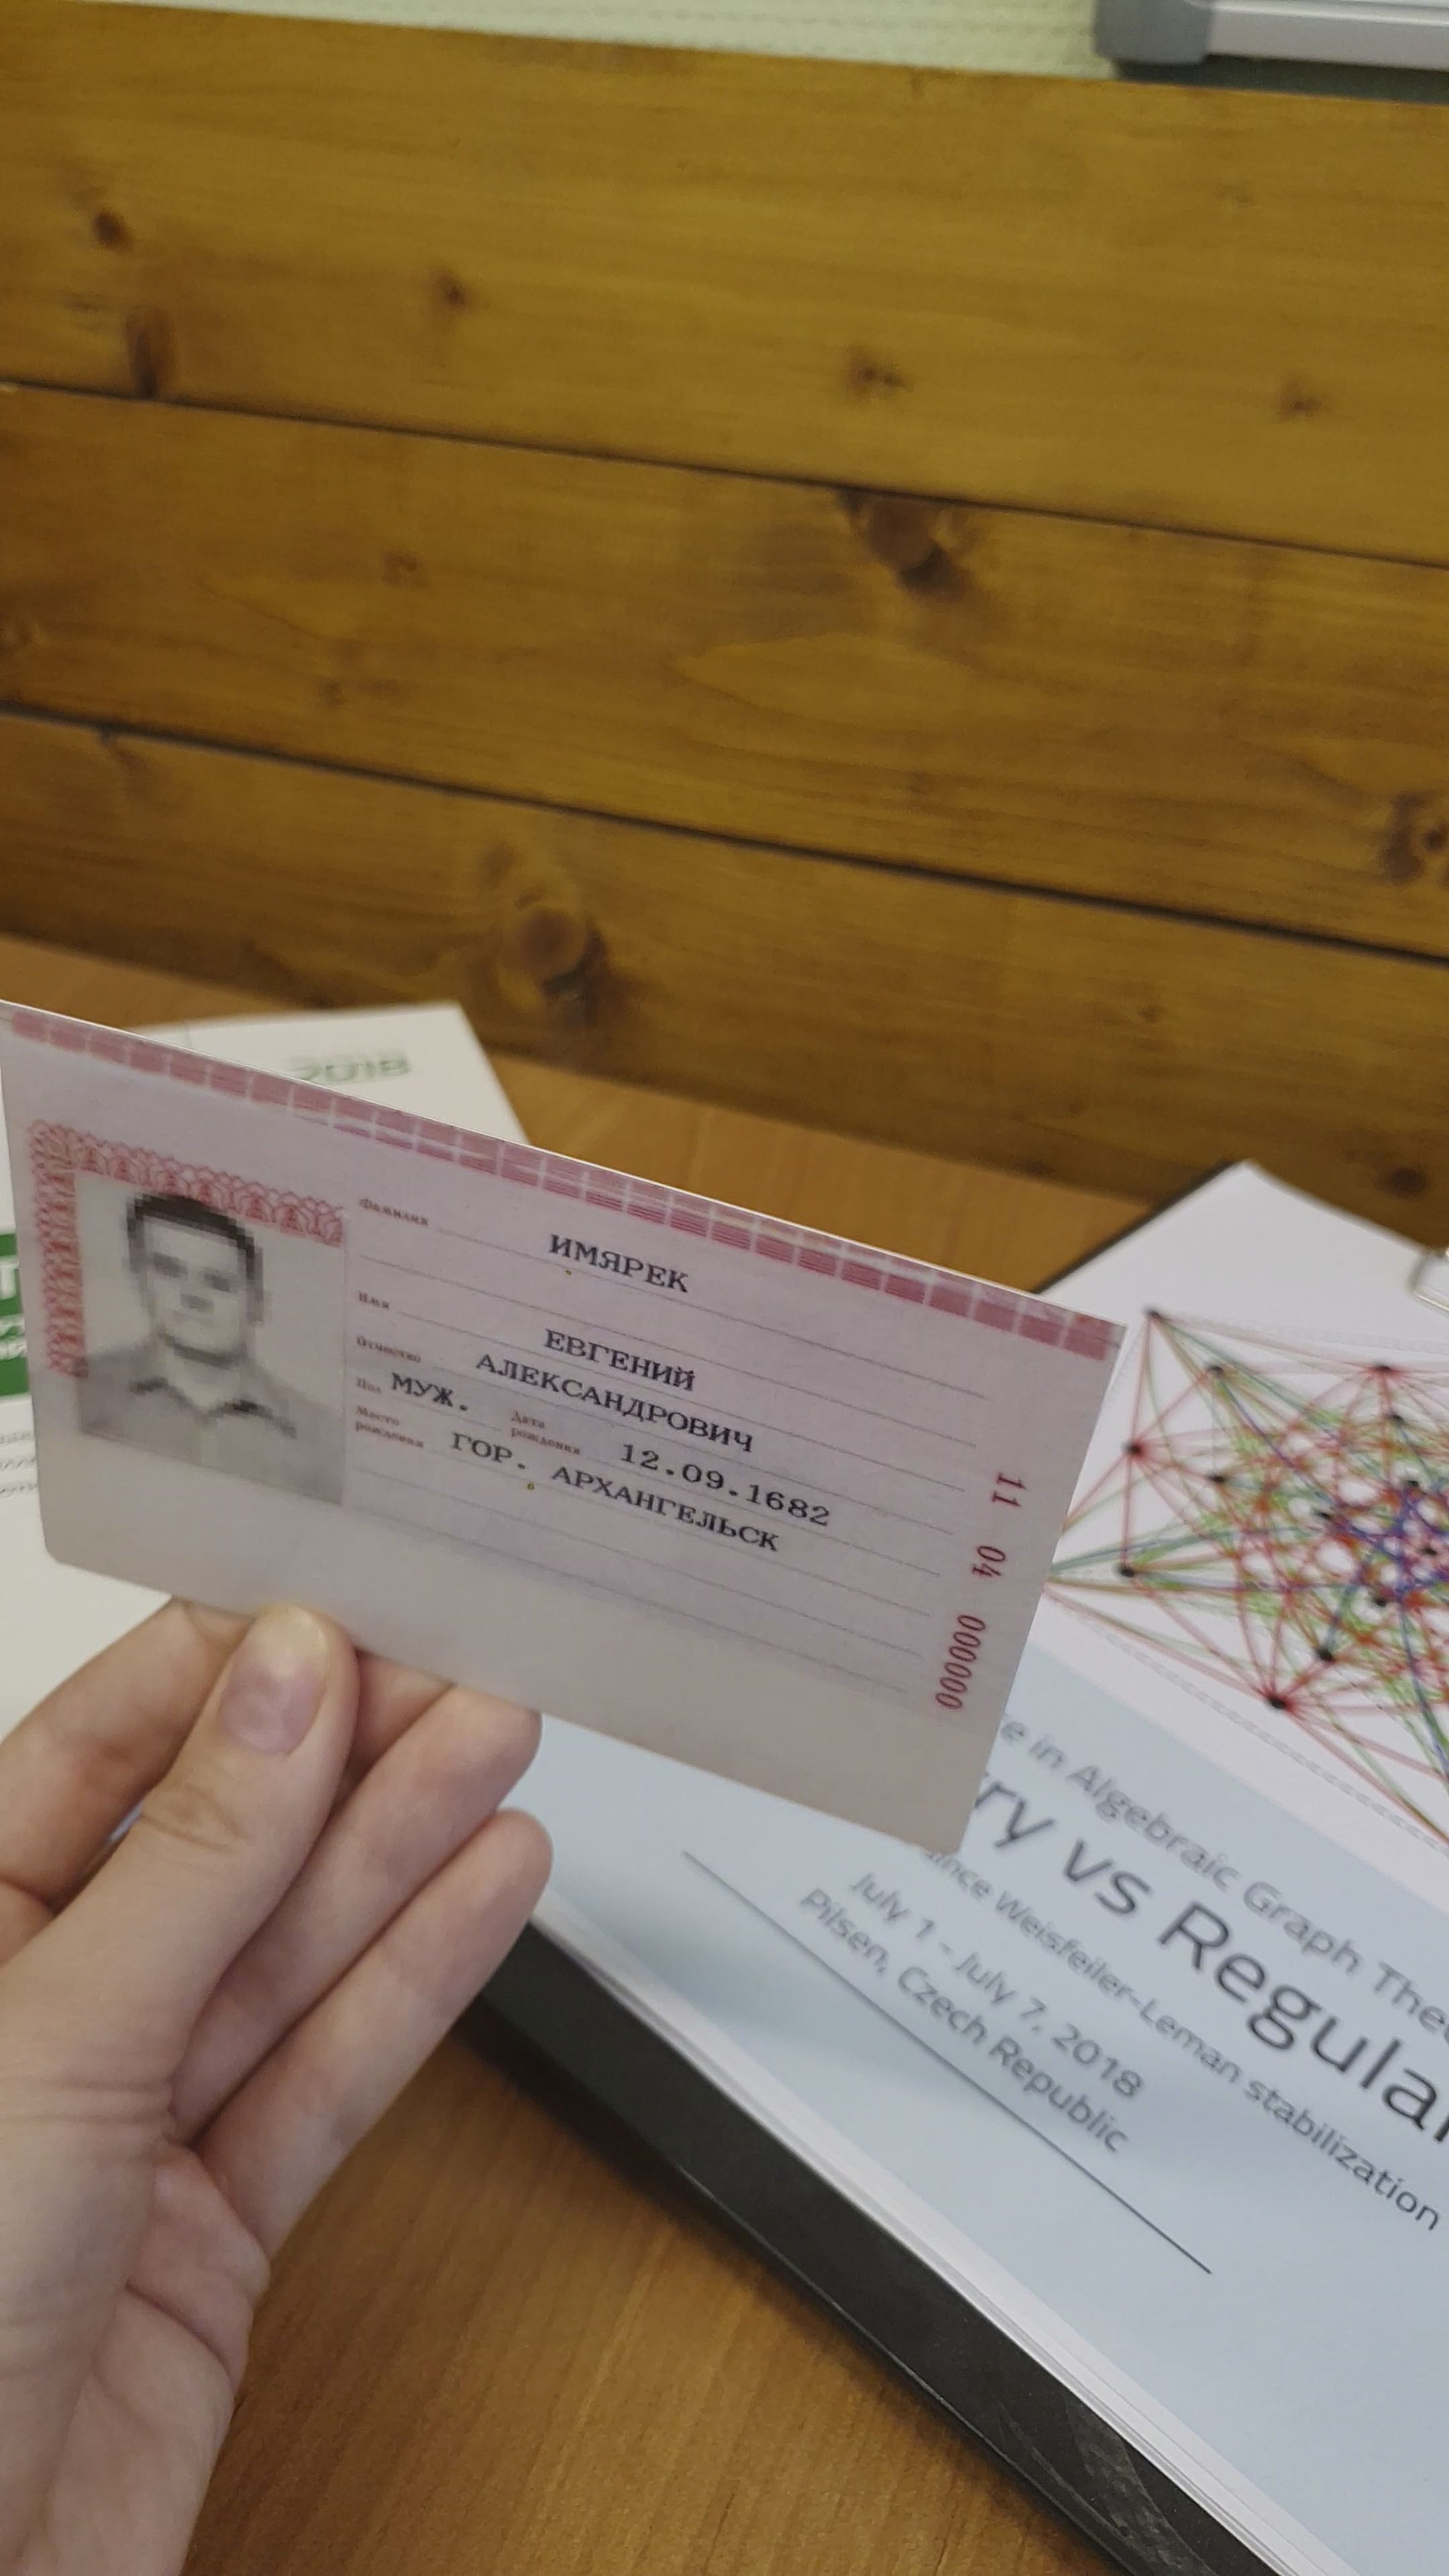 2018
Фамилия
ИМЯРЕК
Имя
ЕВГЕНИЙ
Отчество
АЛЕКСАНДРОВИЧ
Пол МУЖ. Дата рождения 12.09.1682
Место рождения ГОР. АРХАНГЕЛЬСК
11 04 000000
in Algebraic Graph
ry vs Regula
since Weisfeiler-Leman stabilization
July 1 - July 7, 2018
Pilsen, Czech Republic